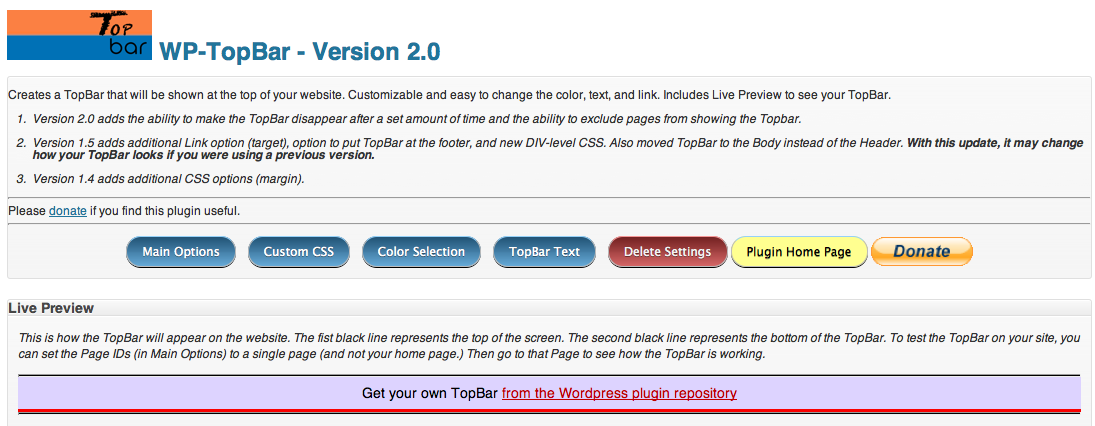 TOP
bar
WP-TopBar - Version 2.0
Creates a TopBar that will be shown at the top of your website. Customizable and easy to change the color, text, and link. Includes Live Preview to see your TopBar.
1. Version 2.0 adds the ability to make the TopBar disappear after a set amount of time and the ability to exclude pages from showing the Topbar.
2. Version 1.5 adds additional Link option (target), option to put TopBar at the footer, and new DIV-level CSS. Also moved TopBar to the Body instead of the Header. With this update, it may change
how your TopBar looks if you were using a previous version.
3. Version 1.4 adds additional CSS options (margin).
Please donate if you find this plugin useful.
Main Options Custom CSS Color Selection TopBar Text Delete Settings Plugin Home Page Donate
Live Preview
This is how the TopBar will appear on the website. The fist black line represents the top of the screen. The second black line represents the bottom of the TopBar. To test the TopBar on your site, you
can set the Page IDs (in Main Options) to a single page (and not your home page.) Then go to that Page to see how the TopBar is working.
Get your own TopBar from the Wordpress plugin repository